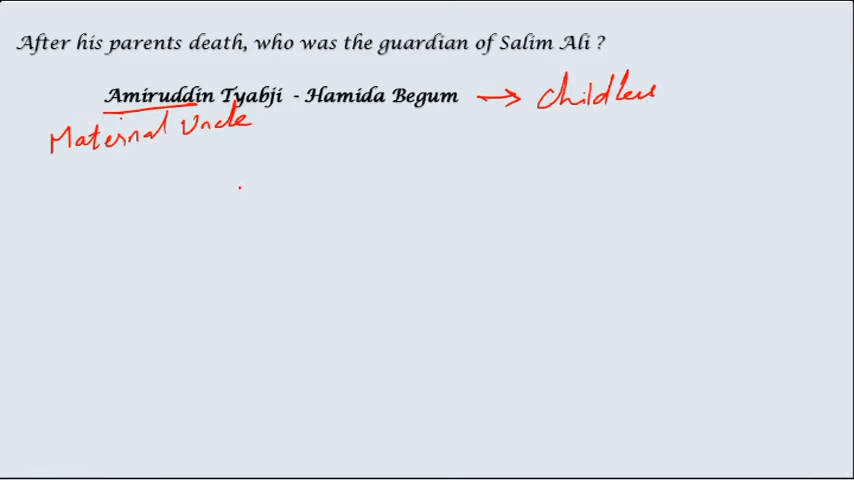 After his parents death, who was the guardian of Salim Ali ?
Amiruddin Tyabji - Hamida Begum → Childless
Maternal Uncle